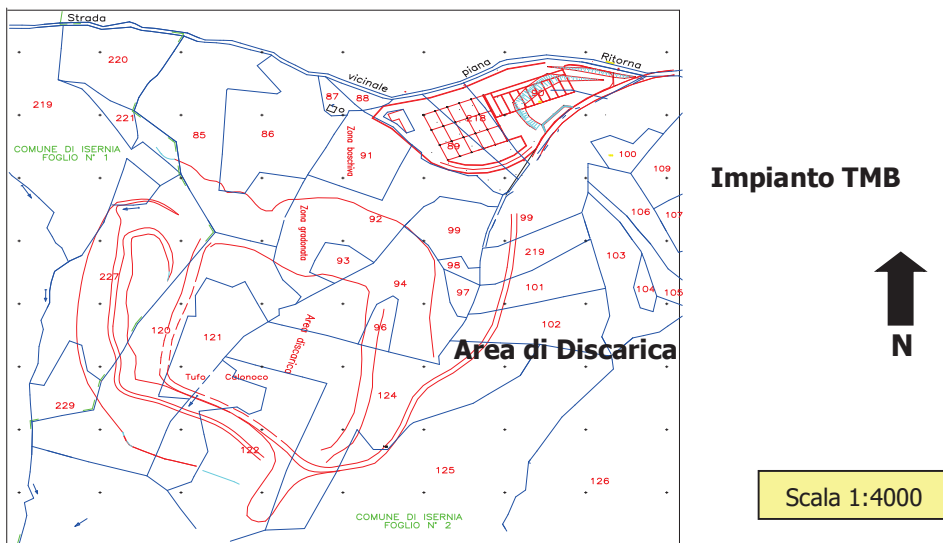 Strada
vicinale
piana
Ritorna
220
219
221
COMUNE DI ISERNIA
FOGLIO N° 1
85
86
87
88
Zona boschiva
91
89
218
90
100
109
106
107
Impianto TMB
92
Zona gradonata
99
99
219
103
93
98
97
101
104
105
94
227
120
121
96
102
Area discarica
Area di Discarica
N
Tufo Colonoco
124
229
122
125
126
COMUNE DI ISERNIA
FOGLIO N° 2
Scala 1:4000